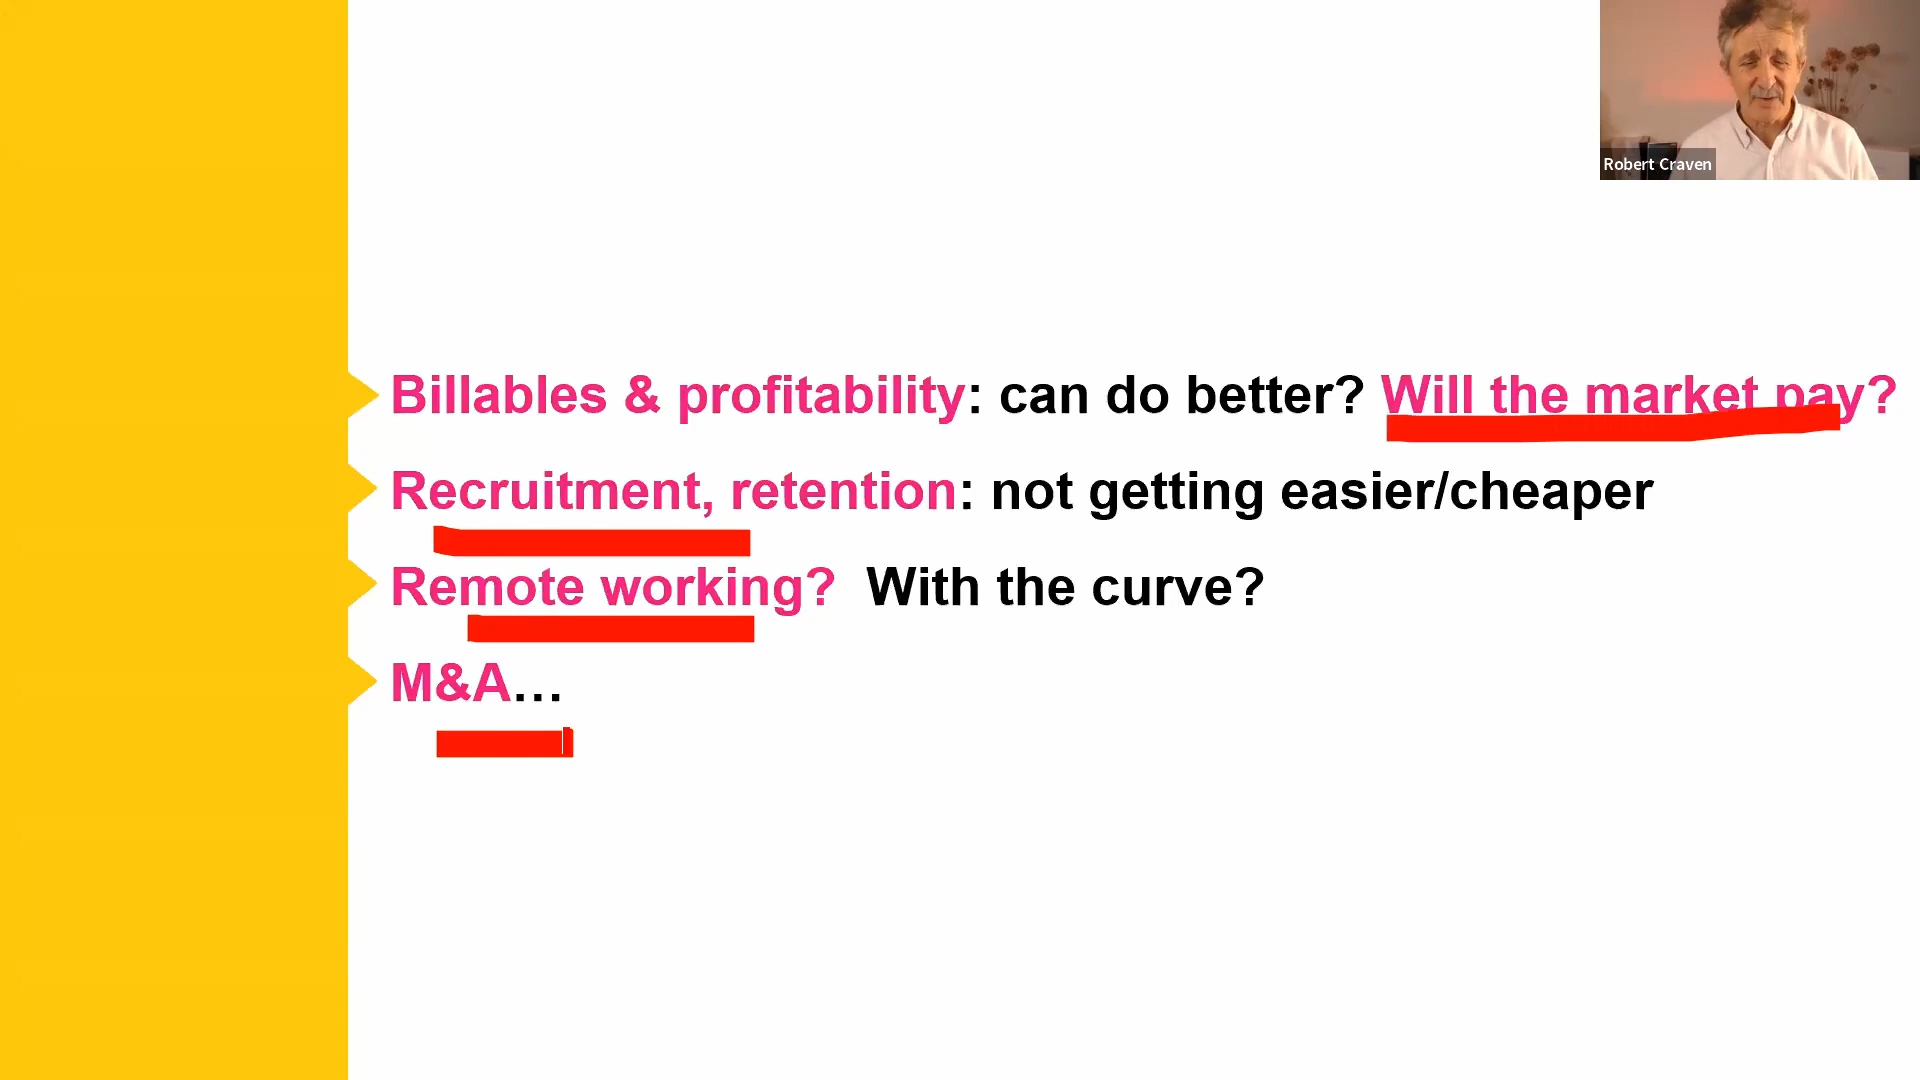 Robert Craven
Billables & profitability: can do better? Will the market pay?
Recruitment, retention: not getting easier/cheaper
Remote working? With the curve?
M&A...